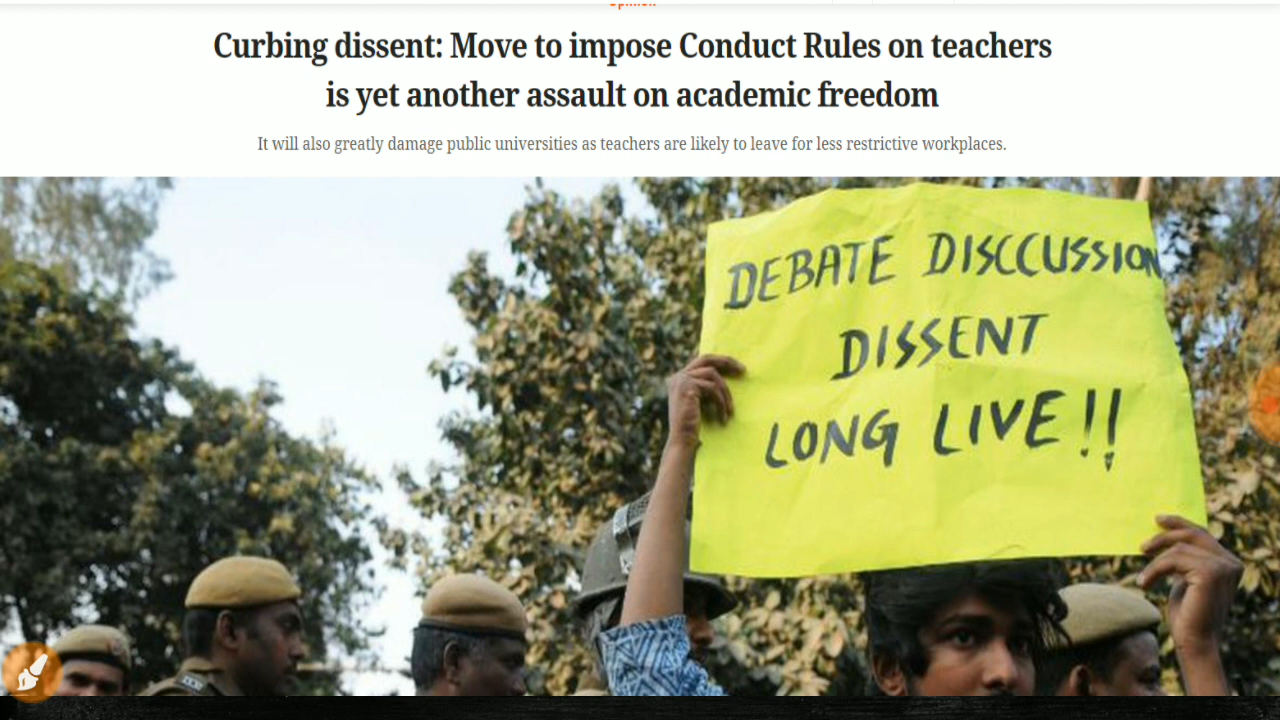 Opinion
Curbing dissent: Move to impose Conduct Rules on teachers
is yet another assault on academic freedom
It will also greatly damage public universities as teachers are likely to leave for less restrictive workplaces.
DEBATE DISCCUSSION
DISSENT
LONG LIVE!!